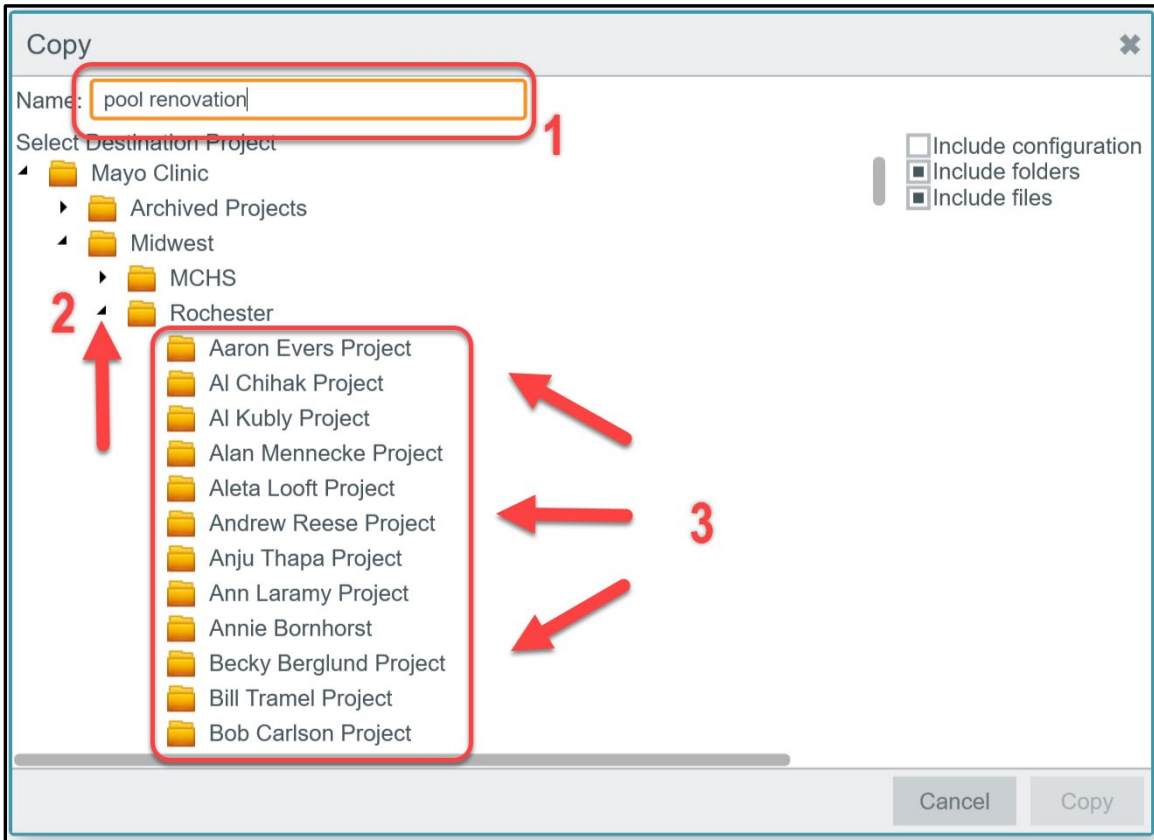 Copy
Name: pool renovation
1
Select Destination Project
Include configuration
Mayo Clinic
Include folders
Archived Projects
Include files
Midwest
MCHS
2
Rochester
Aaron Evers Project
Al Chihak Project
Al Kubly Project
Alan Mennecke Project
Aleta Looft Project
Andrew Reese Project
3
Anju Thapa Project
Ann Laramy Project
Annie Bornhorst
Becky Berglund Project
Bill Tramel Project
Bob Carlson Project
Cancel
Copy